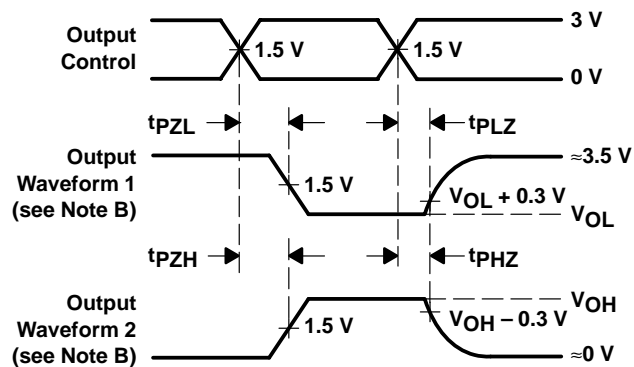 3 V
Output
Control
1.5 V
1.5 V
0 V
tPZL
tPLZ
Output
Waveform 1
(see Note B)
≈3.5 V
1.5 V
VOL + 0.3 V
VOL
tPZH
tPHZ
Output
Waveform 2
(see Note B)
VOH
1.5 V
VOH – 0.3 V
≈0 V